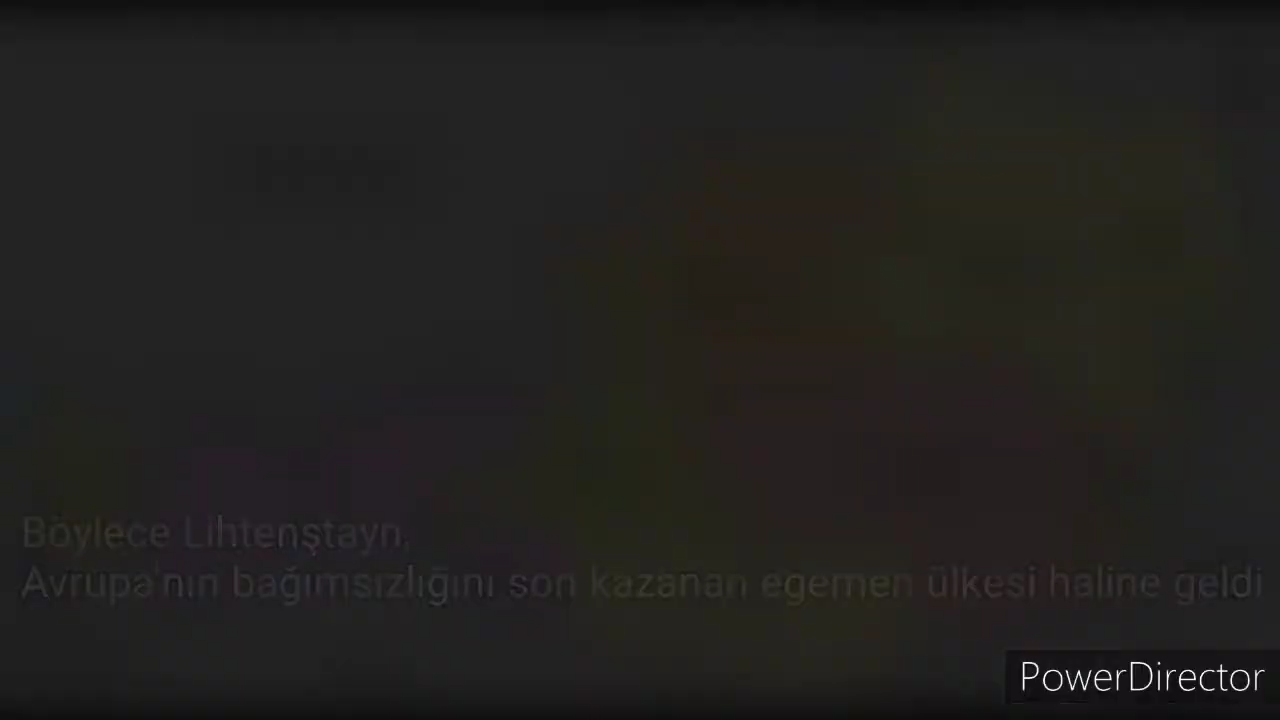 Böylece Lihtenştayn,
Avrupa'nın bağımsızlığını son kazanan egemen ülkesi haline geldi
PowerDirector